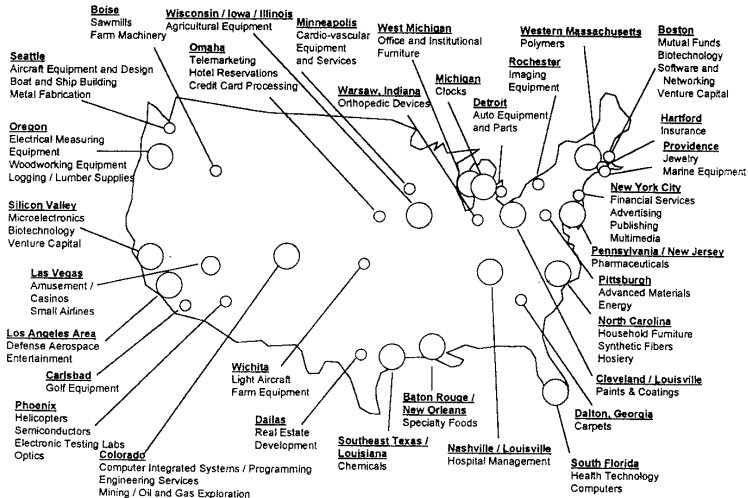 Boise
Sawmills
Farm Machinery
Wisconsin / Iowa / Illinois
Agricultural Equipment
Minneapolis
Cardio-vascular
Equipment
and Services
West Michigan
Office and Institutional
Furniture
Western Massachusetts
Polymers
Boston
Mutual Funds
Biotechnology
Software and
Networking
Venture Capital
Seattle
Aircraft Equipment and Design
Boat and Ship Building
Metal Fabrication
Omaha
Telemarketing
Hotel Reservations
Credit Card Processing
Warsaw, Indiana
Orthopedic Devices
Michigan
Clocks
Detroit
Auto Equipment
and Parts
Rochester
Imaging
Equipment
Hartford
Insurance
Providence
Jewelry
Marine Equipment
Oregon
Electrical Measuring
Equipment
Woodworking Equipment
Logging / Lumber Supplies
New York City
Financial Services
Advertising
Publishing
Multimedia
Silicon Valley
Microelectronics
Biotechnology
Venture Capital
Pennsylvania / New Jersey
Pharmaceuticals
Las Vegas
Amusement /
Casinos
Small Airlines
Pittsburgh
Advanced Materials
Energy
North Carolina
Household Furniture
Synthetic Fibers
Hosiery
Los Angeles Area
Defense Aerospace
Entertainment
Carlsbad
Golf Equipment
Wichita
Light Aircraft
Farm Equipment
Cleveland / Louisville
Paints & Coatings
Phoenix
Helicopters
Semiconductors
Electronic Testing Labs
Optics
Baton Rouge /
New Orleans
Specialty Foods
Dallas
Real Estate
Development
Dalton, Georgia
Carpets
Southeast Texas /
Louisiana
Chemicals
Nashville / Louisville
Hospital Management
Colorado
Computer Integrated Systems / Programming
Engineering Services
Mining / Oil and Gas Exploration
South Florida
Health Technology
Computers